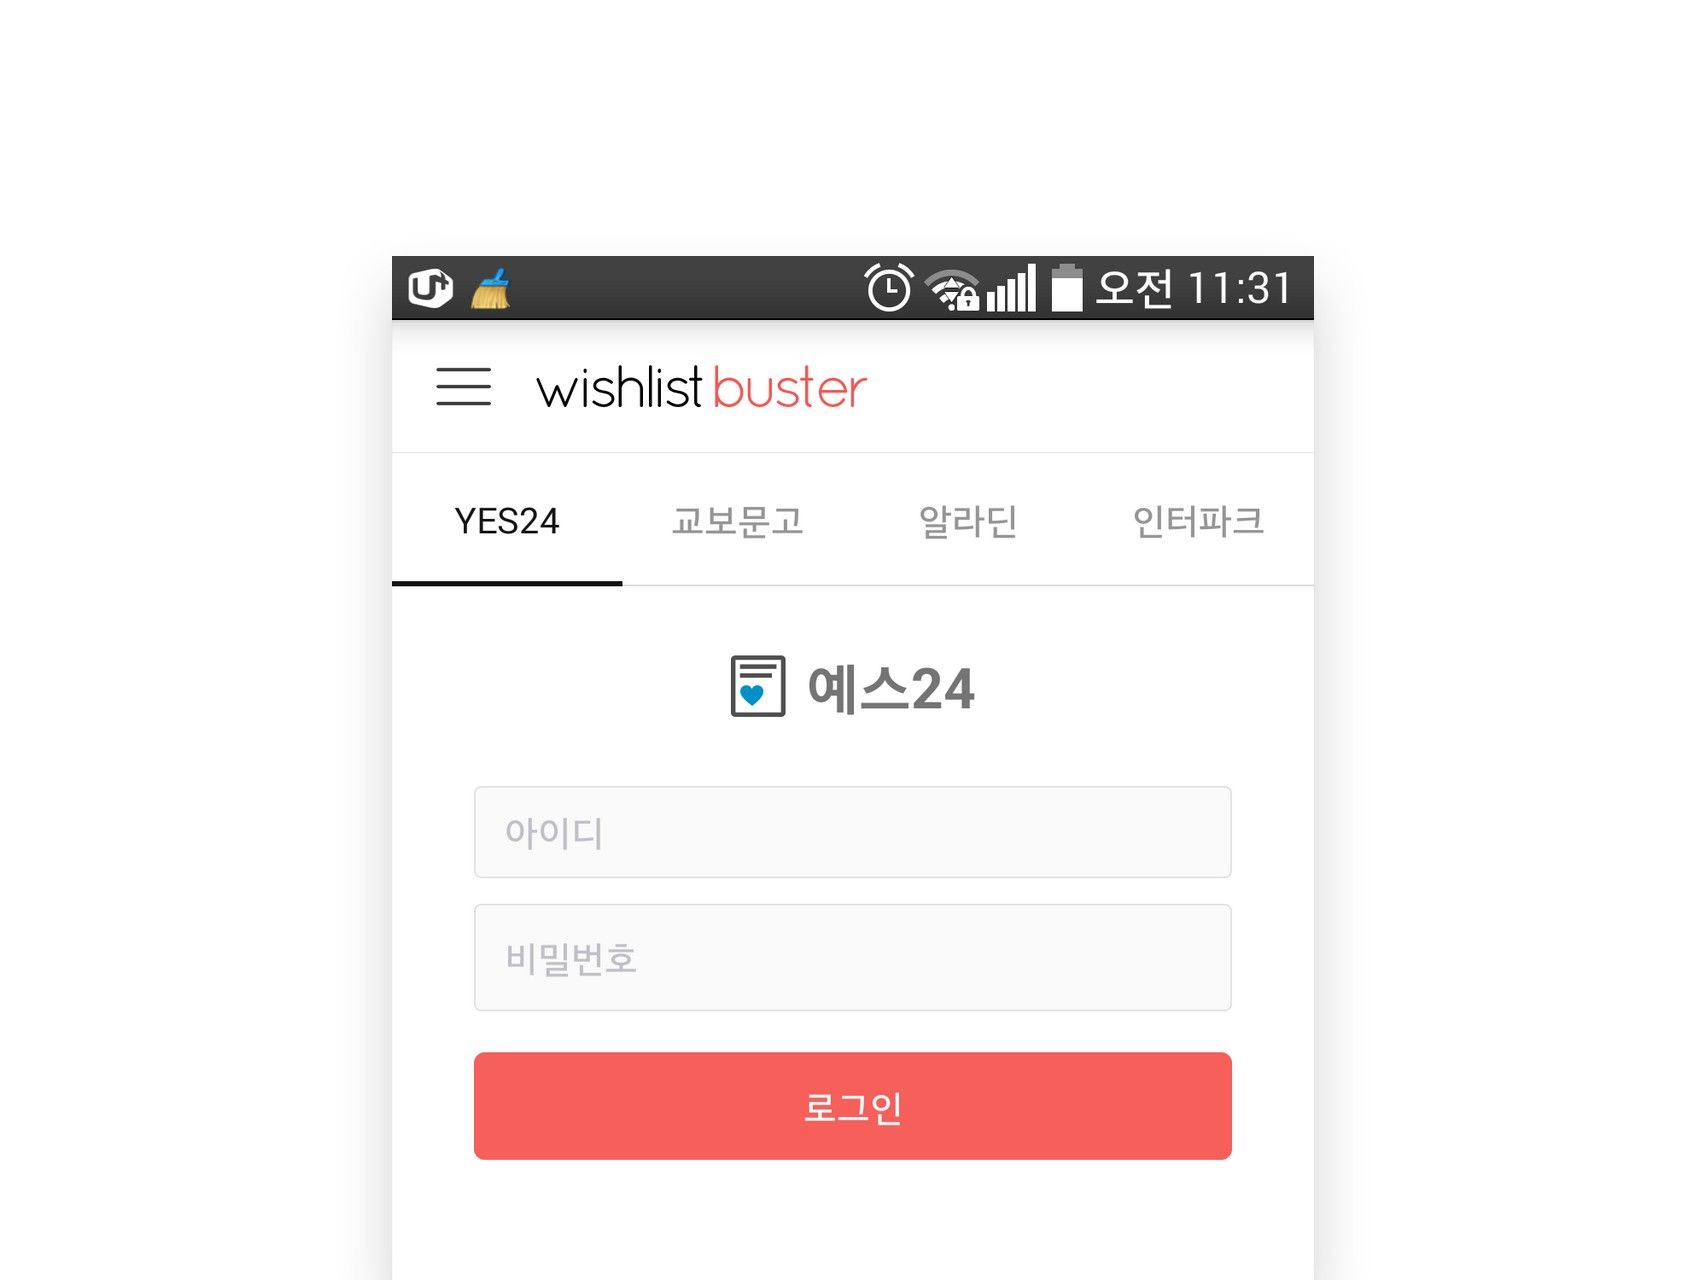 U+ 오전 11:31
wishlist buster
YES24 교보문고 알라딘 인터파크
예스24
아이디
비밀번호
로그인